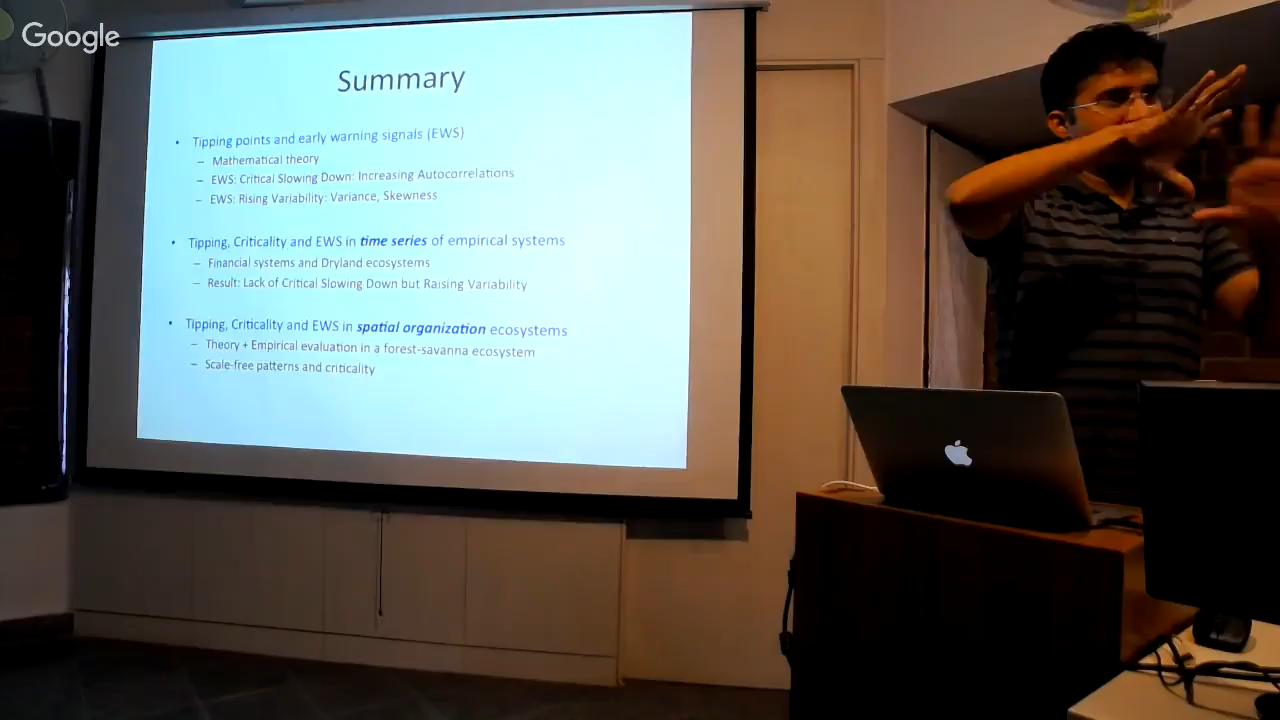 Google
Summary
• Tipping points and early warning signals (EWS)
– Mathematical theory
– EWS: Critical Slowing Down: Increasing Autocorrelations
– EWS: Rising Variability: Variance, Skewness
• Tipping, Criticality and EWS in time series of empirical systems
– Financial systems and Dryland ecosystems
– Result: Lack of Critical Slowing Down but Raising Variability
• Tipping, Criticality and EWS in spatial organization ecosystems
– Theory + Empirical evaluation in a forest-savanna ecosystem
– Scale-free patterns and criticality